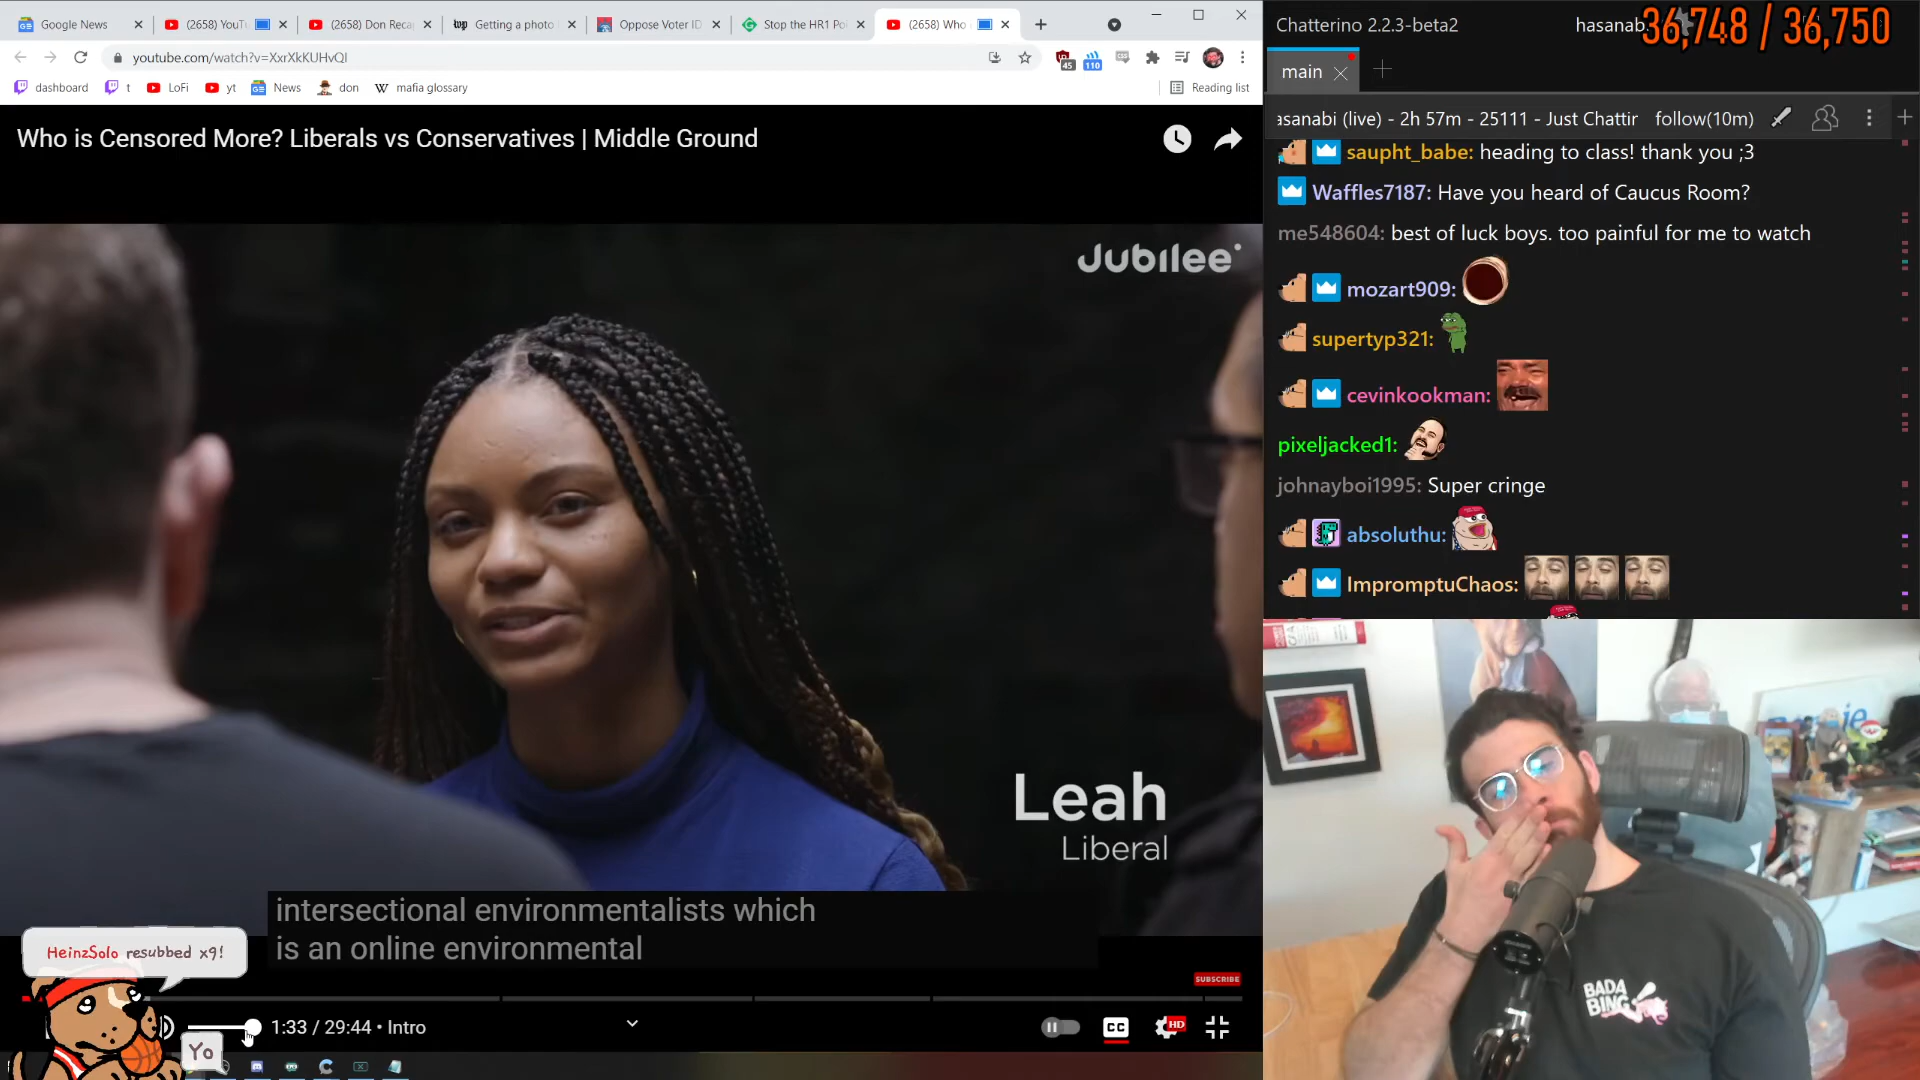 Google News
(2658) YouT
(2658) Don Reca
Getting a photo
Oppose Voter ID
Stop the HR1 Po
(2658) Who
youtube.com/watch?v=XxrXkKUHvQI
45
110
dashboard
t
LoFi
yt
News
don
mafia glossary
Reading list
Who is Censored More? Liberals vs Conservatives | Middle Ground
Jubilee
Leah
Liberal
intersectional environmentalists which
is an online environmental
HeinzSolo resubbed x9!
SUBSCRIBE
1:33 / 29:44 • Intro
CC
HD
Yo
Chatterino 2.2.3-beta2
hasanab
36,748 / 36,750
main
asanabi (live) - 2h 57m - 25111 - Just Chattir
follow(10m)
saupht_babe: heading to class! thank you ;3
Waffles7187: Have you heard of Caucus Room?
me548604: best of luck boys. too painful for me to watch
mozart909:
supertyp321:
cevinkookman:
pixeljacked1:
johnayboi1995: Super cringe
absoluthu:
ImpromptuChaos:
BADA
BING